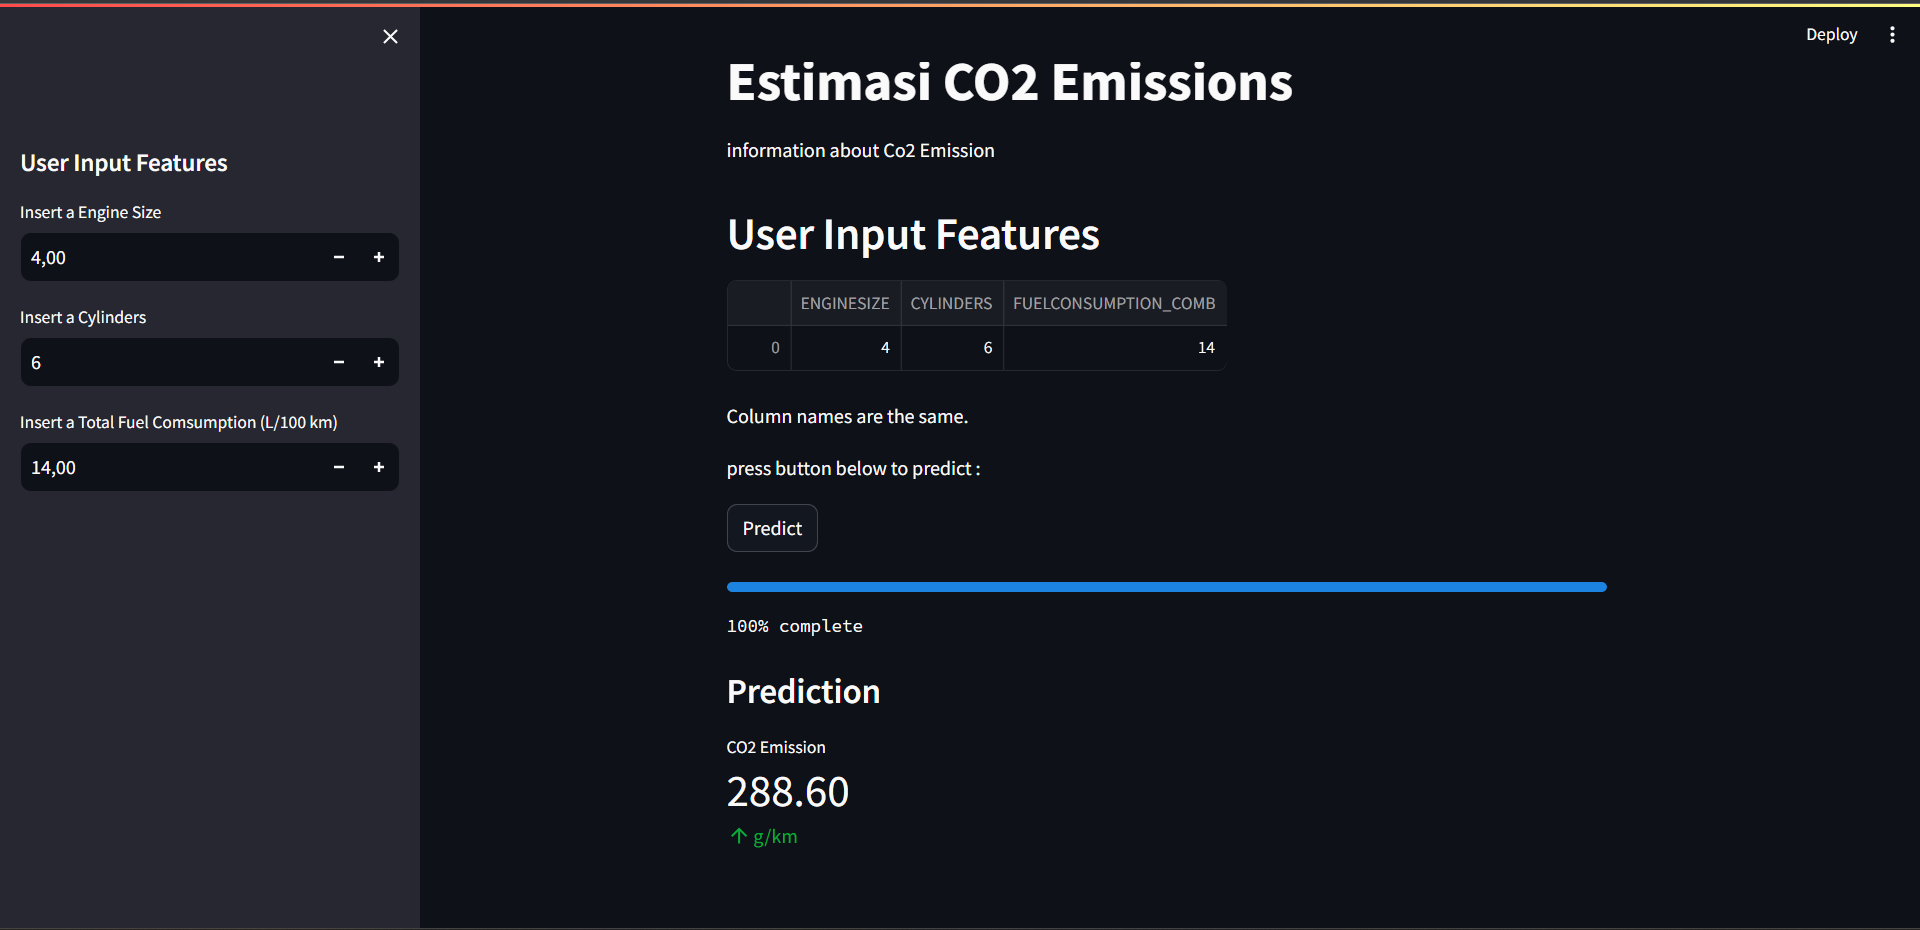 Deploy
User Input Features
Insert a Engine Size
4,00
Insert a Cylinders
6
Insert a Total Fuel Comsumption (L/100 km)
14,00
Estimasi CO2 Emissions
information about Co2 Emission
User Input Features
ENGINESIZE CYLINDERS FUELCONSUMPTION_COMB
0 4 6 14
Column names are the same.
press button below to predict :
Predict
100% complete
Prediction
CO2 Emission
288.60
↑ g/km